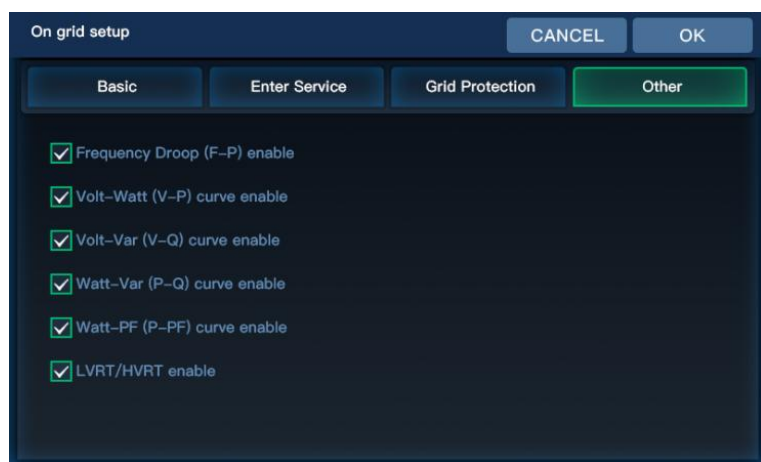 On grid setup
CANCEL
OK
Basic
Enter Service
Grid Protection
Other
Frequency Droop (F-P) enable
Volt-Watt (V-P) curve enable
Volt-Var (V-Q) curve enable
Watt-Var (P-Q) curve enable
Watt-PF (P-PF) curve enable
LVRT/HVRT enable